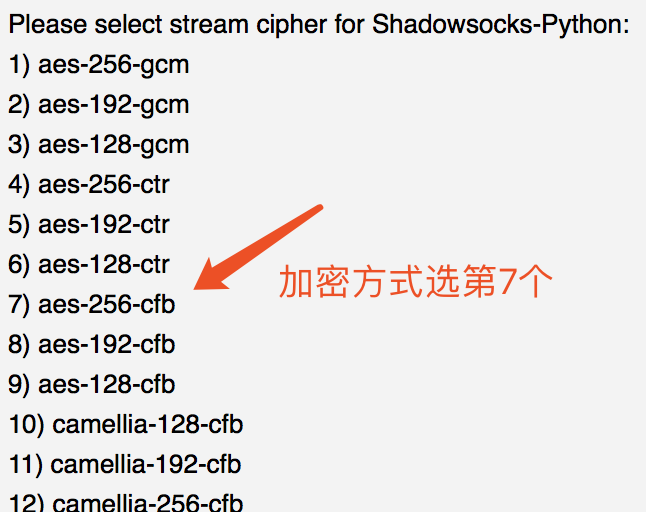 Please select stream cipher for Shadowsocks-Python:
1) aes-256-gcm
2) aes-192-gcm
3) aes-128-gcm
4) aes-256-ctr
5) aes-192-ctr
6) aes-128-ctr
加密方式选第7个
7) aes-256-cfb
8) aes-192-cfb
9) aes-128-cfb
10) camellia-128-cfb
11) camellia-192-cfb
12) camellia-256-cfb